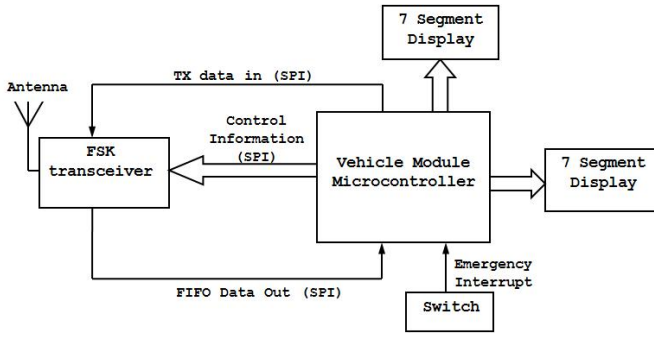 7 Segment
Display
TX data in (SPI)
Antenna
Control
Information
(SPI)
FSK
transceiver
Vehicle Module
Microcontroller
7 Segment
Display
Emergency
Interrupt
FIFO Data Out (SPI)
Switch